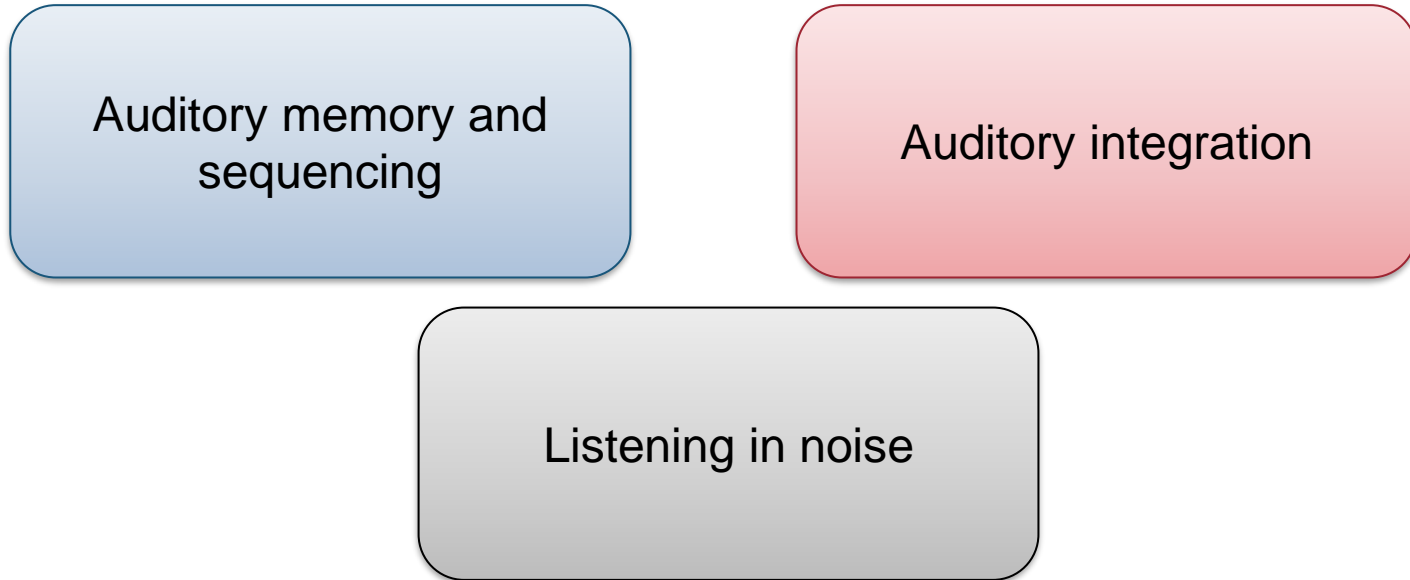 Auditory memory and
sequencing
Auditory integration
Listening in noise